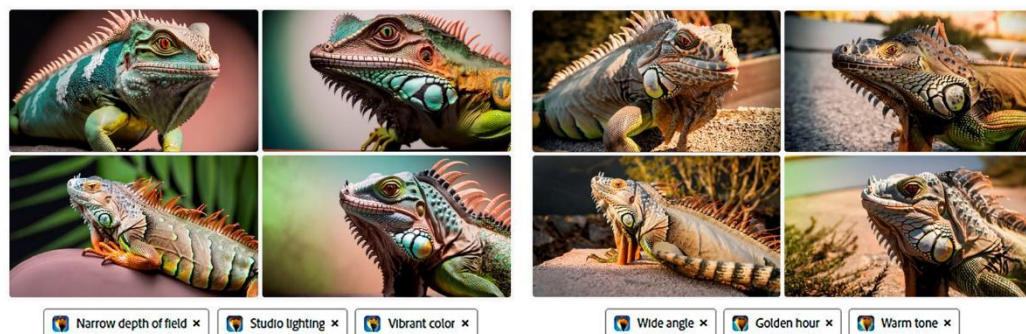 Narrow depth of field × Studio lighting × Vibrant color × Wide angle × Golden hour × Warm tone ×